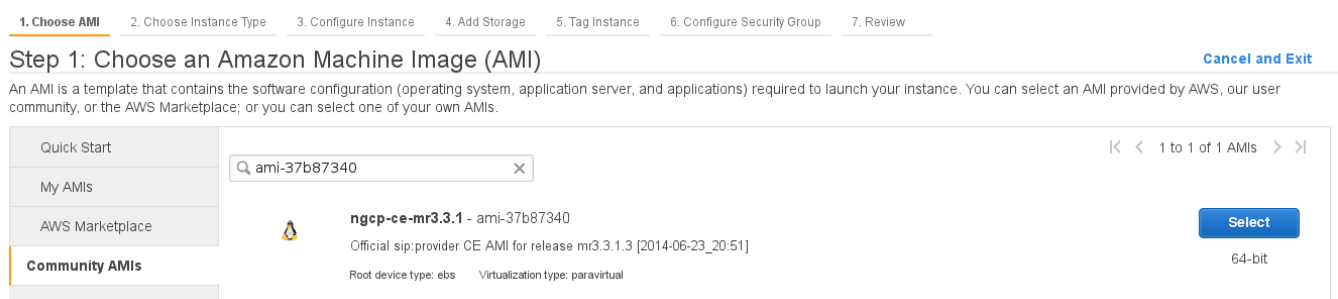 1. Choose AMI 2. Choose Instance Type 3. Configure Instance 4. Add Storage 5. Tag Instance 6. Configure Security Group 7. Review
Step 1: Choose an Amazon Machine Image (AMI) Cancel and Exit
An AMI is a template that contains the software configuration (operating system, application server, and applications) required to launch your instance. You can select an AMI provided by AWS, our user
community, or the AWS Marketplace; or you can select one of your own AMIs.
Quick Start
My AMIs
AWS Marketplace
Community AMIs
1 to 1 of 1 AMIs
ami-37b87340
ngcp-ce-mr3.3.1 - ami-37b87340
Official sip:provider CE AMI for release mr3.3.1.3 [2014-06-23_20:51]
Root device type: ebs Virtualization type: paravirtual
Select
64-bit